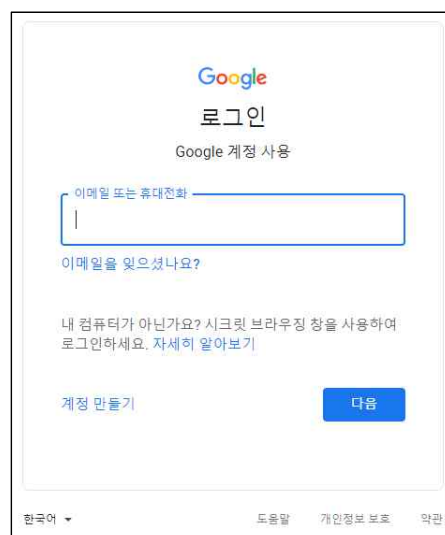 Google
로그인
Google 계정 사용
이메일 또는 휴대전화
이메일을 잊으셨나요?
내 컴퓨터가 아닌가요? 시크릿 브라우징 창을 사용하여
로그인하세요. 자세히 알아보기
계정 만들기 다음
한국어 도움말 개인정보 보호 약관